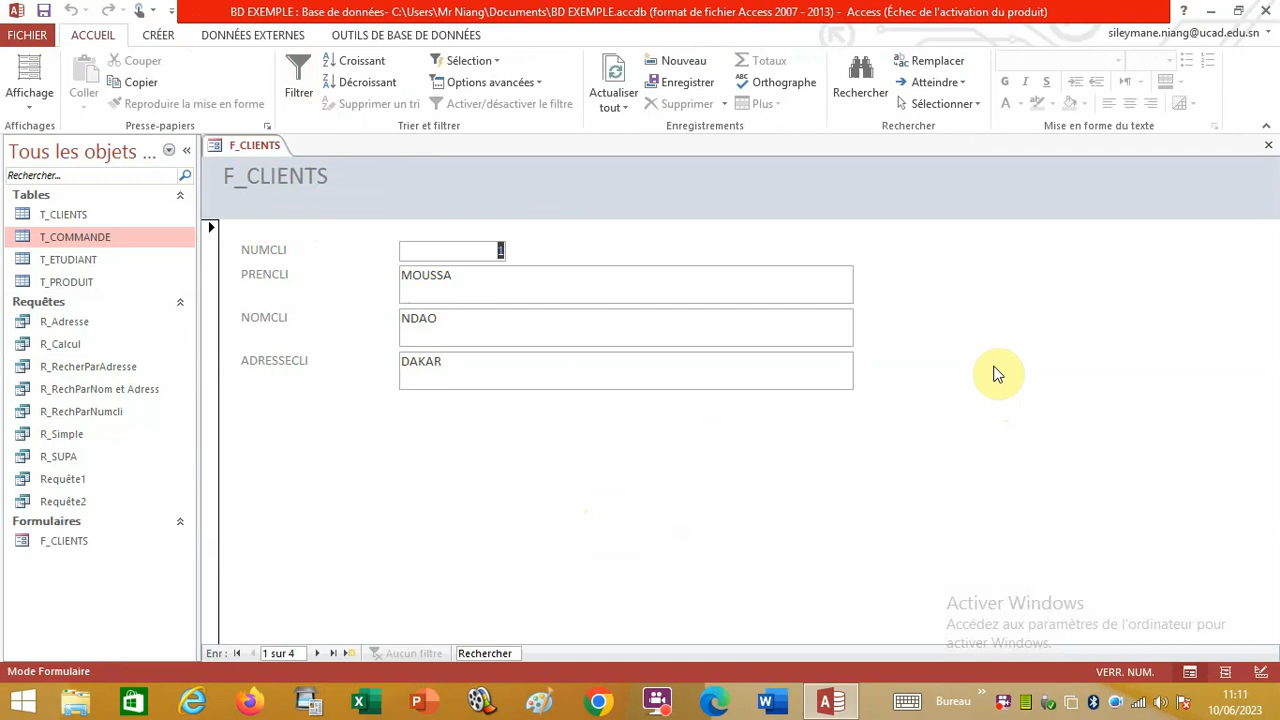 BD EXEMPLE : Base de données- C:\Users\Mr Niang\Documents\BD EXEMPLE.accdb (format de fichier Access 2007 - 2013) - Access (Échec de l'activation du produit)
?
FICHIER ACCUEIL CRÉER DONNÉES EXTERNES OUTILS DE BASE DE DONNÉES
sileymane.niang@ucad.edu.sn
Affichage
Coller
Couper
Copier
Reproduire la mise en forme
Filtrer
Croissant
Décroissant
Supprimer un tri
Sélection
Options avancées
Activer/désactiver le filtre
Actualiser
tout
Nouveau
Enregistrer
Supprimer
Totaux
Orthographe
Plus
Rechercher
Remplacer
Atteindre
Sélectionner
G I S
A
Affichages
Presse-papiers
Trier et filtrer
Enregistrements
Rechercher
Mise en forme du texte
Tous les objets ...
Rechercher...
Tables
T_CLIENTS
T_COMMANDE
T_ETUDIANT
T_PRODUIT
Requêtes
R_Adresse
R_Calcul
R_RecherParAdresse
R_RechParNom et Adress
R_RechParNumcli
R_Simple
R_SUPA
Requête1
Requête2
Formulaires
F_CLIENTS
F_CLIENTS
F_CLIENTS
NUMCLI 1
PRENCLI MOUSSA
NOMCLI NDAO
ADRESSECLI DAKAR
Activer Windows
Accédez aux paramètres de l'ordinateur pour
activer Windows.
Enr : 1 sur 4 Aucun filtre Rechercher
Mode Formulaire
VERR. NUM.
Bureau
11:11
10/06/2023